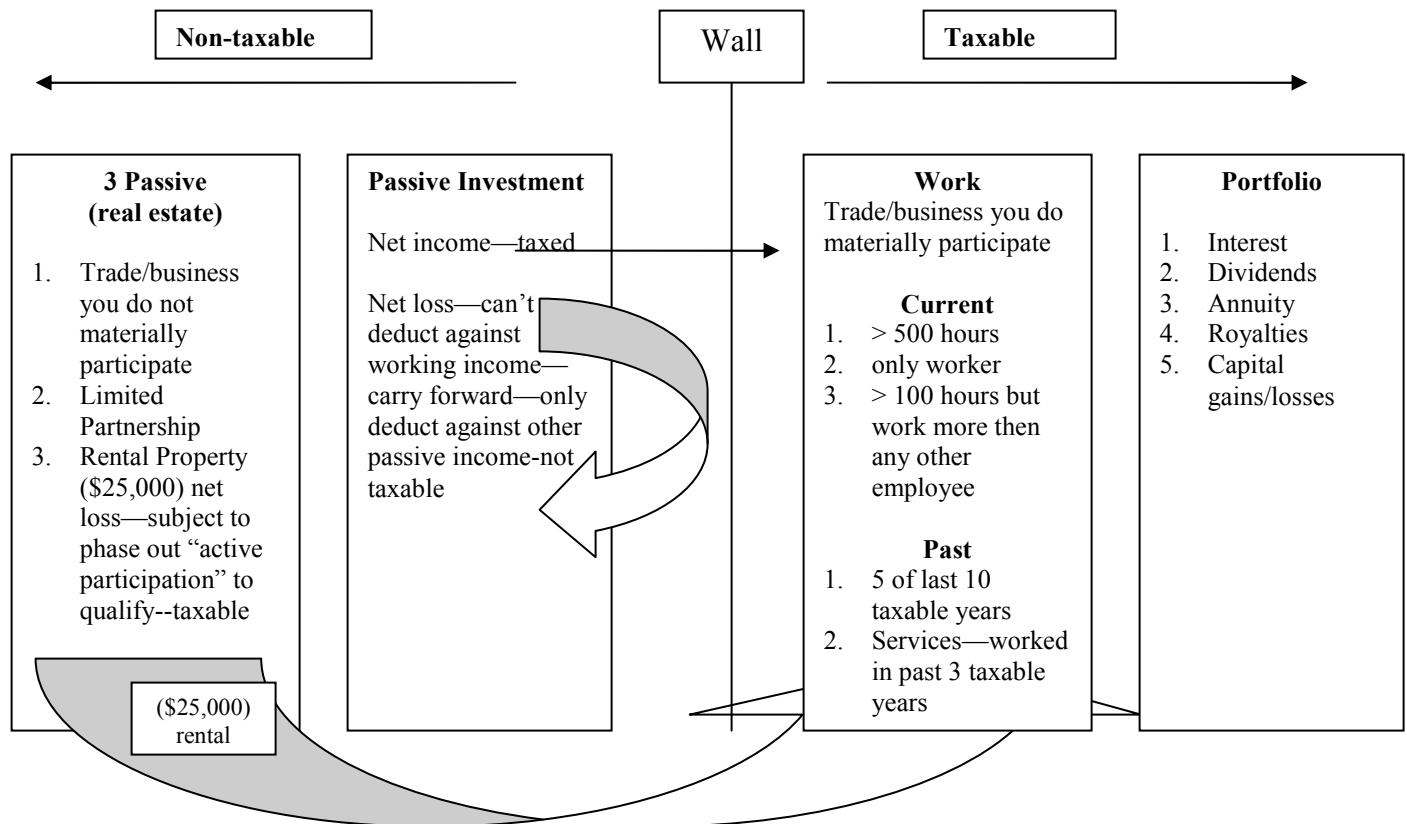 Non-taxable
Wall
Taxable
3 Passive
(real estate)
1. Trade/business
you do not
materially
participate
2. Limited
Partnership
3. Rental Property
($25,000) net
loss—subject to
phase out “active
participation” to
qualify--taxable
($25,000)
rental
Passive Investment
Net income—taxed
Net loss—can’t
deduct against
working income—
carry forward—only
deduct against other
passive income-not
taxable
Work
Trade/business you do
materially participate
Current
1. > 500 hours
2. only worker
3. > 100 hours but
work more then
any other
employee
Past
1. 5 of last 10
taxable years
2. Services—worked
in past 3 taxable
years
Portfolio
1. Interest
2. Dividends
3. Annuity
4. Royalties
5. Capital
gains/losses